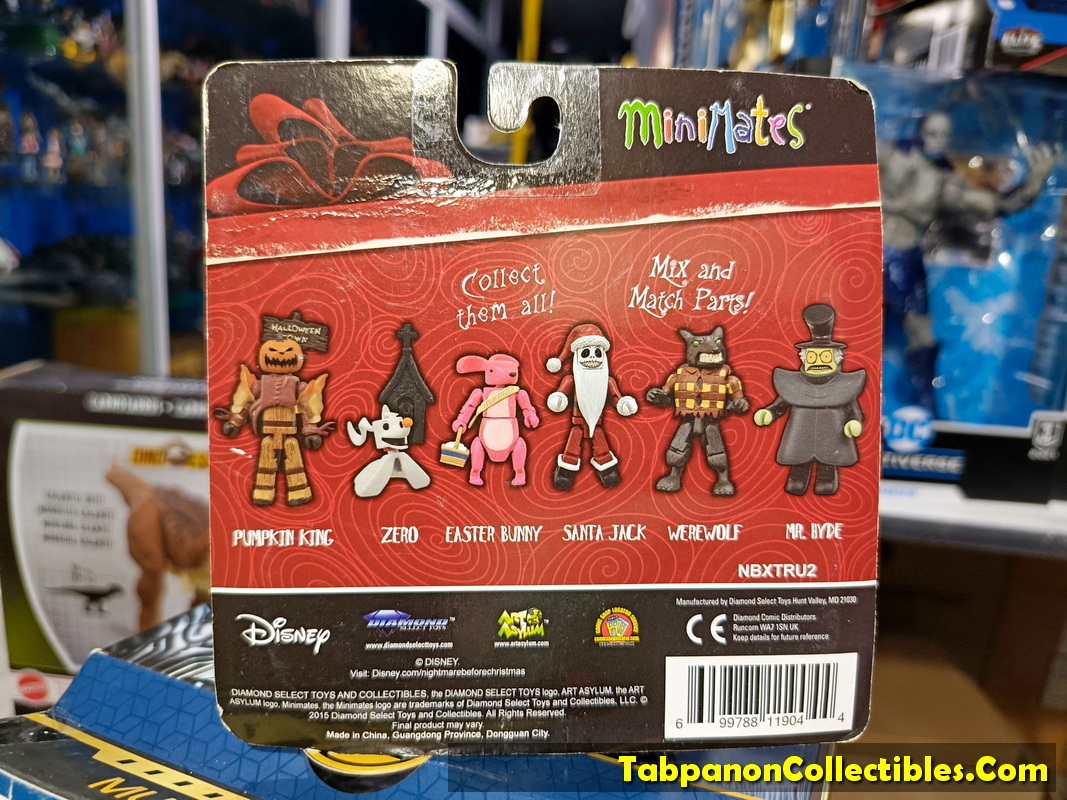 MiniMates
Collect
them all!
Mix and
Match Parts!
HALLOWEEN
TOWN
PUMPKIN KING
ZERO
EASTER BUNNY
SANTA JACK
WEREWOLF
MR. HYDE
NBXTRU2
Disney
DIAMOND™
SELECT TOYS
www.diamondselecttoys.com
ART ASYLUM™
www.artasylum.com
CE
Manufactured by Diamond Select Toys Hunt Valley, MD 21030
Diamond Comic Distributors
Runcorn WA7 1SN UK
Keep details for future reference
© DISNEY.
Visit: Disney.com/nightmarebeforechristmas
DIAMOND SELECT TOYS AND COLLECTIBLES, the DIAMOND SELECT TOYS logo, ART ASYLUM, the ART
ASYLUM logo, Minimates, the Minimates logo are trademarks of Diamond Select Toys and Collectibles, LLC. ©
2015 Diamond Select Toys and Collectibles. All Rights Reserved.
Final product may vary.
Made in China, Guangdong Province, Dongguan City.
6 99788 11904 4
DC
TabpanonCollectibles.Com